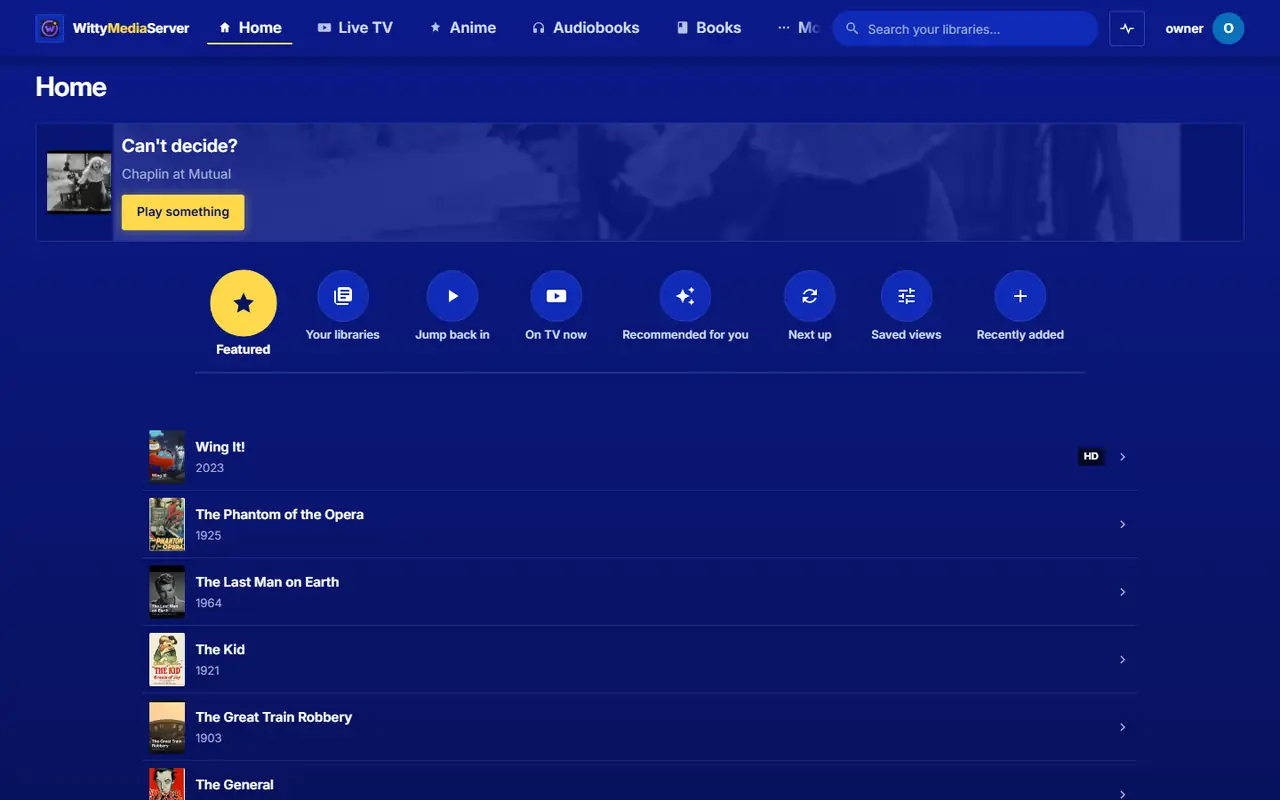 WittyMediaServer
Home
Live TV
Anime
Audiobooks
Books
Search your libraries...
owner
O
Home
Can't decide?
Chaplin at Mutual
Play something
Featured
Your libraries
Jump back in
On TV now
Recommended for you
Next up
Saved views
Recently added
Wing It!
2023
HD
The Phantom of the Opera
1925
The Last Man on Earth
1964
The Kid
1921
THE KID
The Great Train Robbery
1903
The General